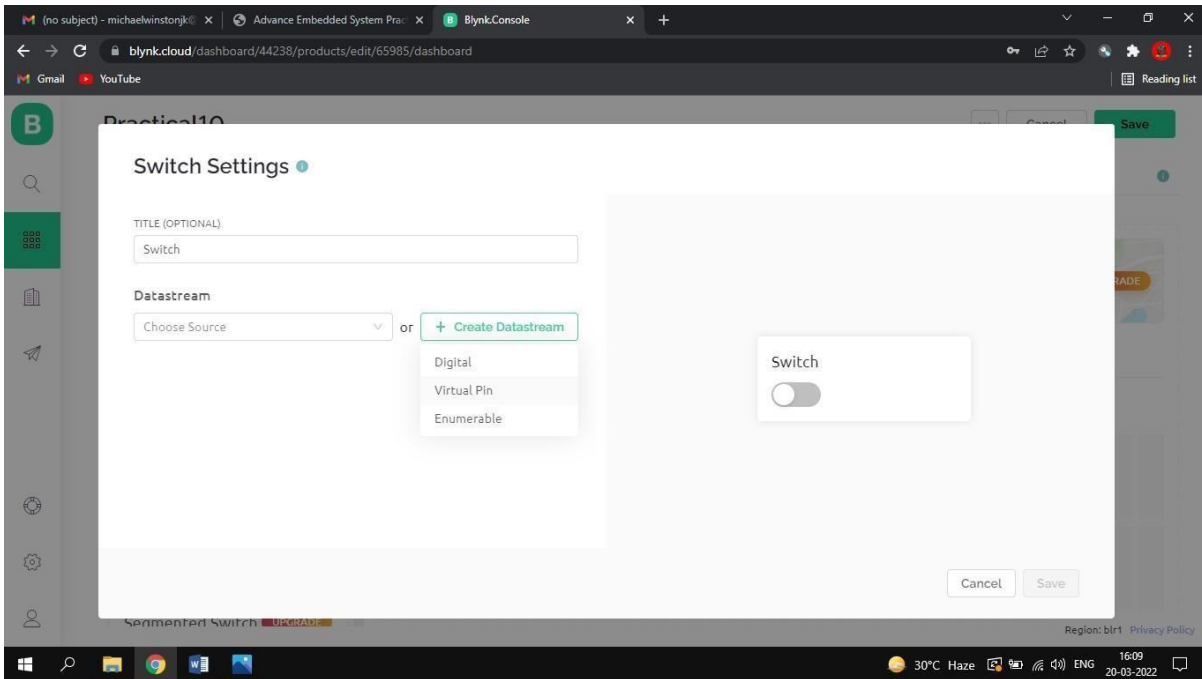 (no subject) - michaelwinstonjk@
Advance Embedded System Prac
Blynk.Console
blynk.cloud/dashboard/44238/products/edit/65985/dashboard
Gmail
YouTube
Reading list
B
Practical10
Cancel
Save
Switch Settings
TITLE (OPTIONAL)
Switch
Datastream
Choose Source
or
+ Create Datastream
Digital
Virtual Pin
Enumerable
Switch
Cancel
Save
Segmented Switch UPGRADE
Region: blr1 Privacy Policy
30°C Haze
ENG
16:09
20-03-2022